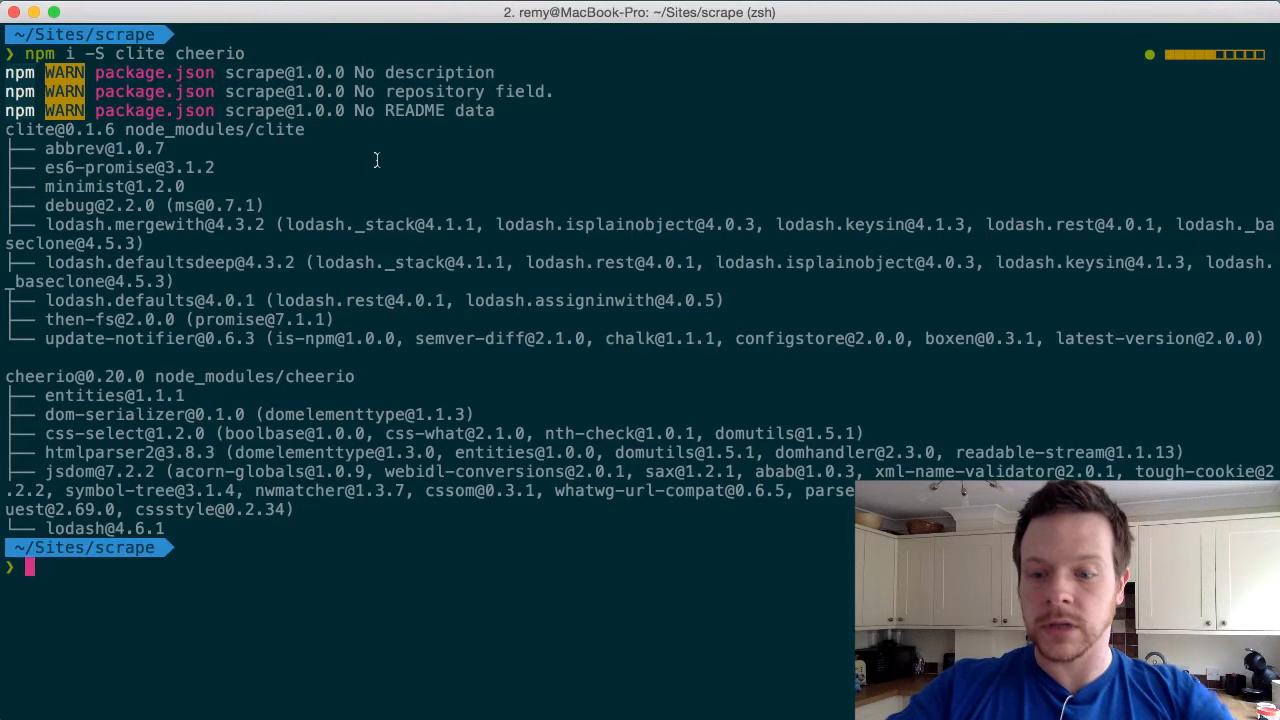 2. remy@MacBook-Pro: ~/Sites/scrape (zsh)
~/Sites/scrape
❯ npm i -S clite cheerio
npm WARN package.json scrape@1.0.0 No description
npm WARN package.json scrape@1.0.0 No repository field.
npm WARN package.json scrape@1.0.0 No README data
clite@0.1.6 node_modules/clite
├── abbrev@1.0.7
├── es6-promise@3.1.2
├── minimist@1.2.0
├── debug@2.2.0 (ms@0.7.1)
├── lodash.mergewith@4.3.2 (lodash._stack@4.1.1, lodash.isplainobject@4.0.3, lodash.keysin@4.1.3, lodash.rest@4.0.1, lodash._ba
seclone@4.5.3)
├── lodash.defaultsdeep@4.3.2 (lodash._stack@4.1.1, lodash.rest@4.0.1, lodash.isplainobject@4.0.3, lodash.keysin@4.1.3, lodash.
_baseclone@4.5.3)
├── lodash.defaults@4.0.1 (lodash.rest@4.0.1, lodash.assigninwith@4.0.5)
├── then-fs@2.0.0 (promise@7.1.1)
└── update-notifier@0.6.3 (is-npm@1.0.0, semver-diff@2.1.0, chalk@1.1.1, configstore@2.0.0, boxen@0.3.1, latest-version@2.0.0)
cheerio@0.20.0 node_modules/cheerio
├── entities@1.1.1
├── dom-serializer@0.1.0 (domelementtype@1.1.3)
├── css-select@1.2.0 (boolbase@1.0.0, css-what@2.1.0, nth-check@1.0.1, domutils@1.5.1)
├── htmlparser2@3.8.3 (domelementtype@1.3.0, entities@1.0.0, domutils@1.5.1, domhandler@2.3.0, readable-stream@1.1.13)
├── jsdom@7.2.2 (acorn-globals@1.0.9, webidl-conversions@2.0.1, sax@1.2.1, abab@1.0.3, xml-name-validator@2.0.1, tough-cookie@2
.2.2, symbol-tree@3.1.4, nwmatcher@1.3.7, cssom@0.3.1, whatwg-url-compat@0.6.5, parse
uest@2.69.0, cssstyle@0.2.34)
└── lodash@4.6.1
~/Sites/scrape
❯